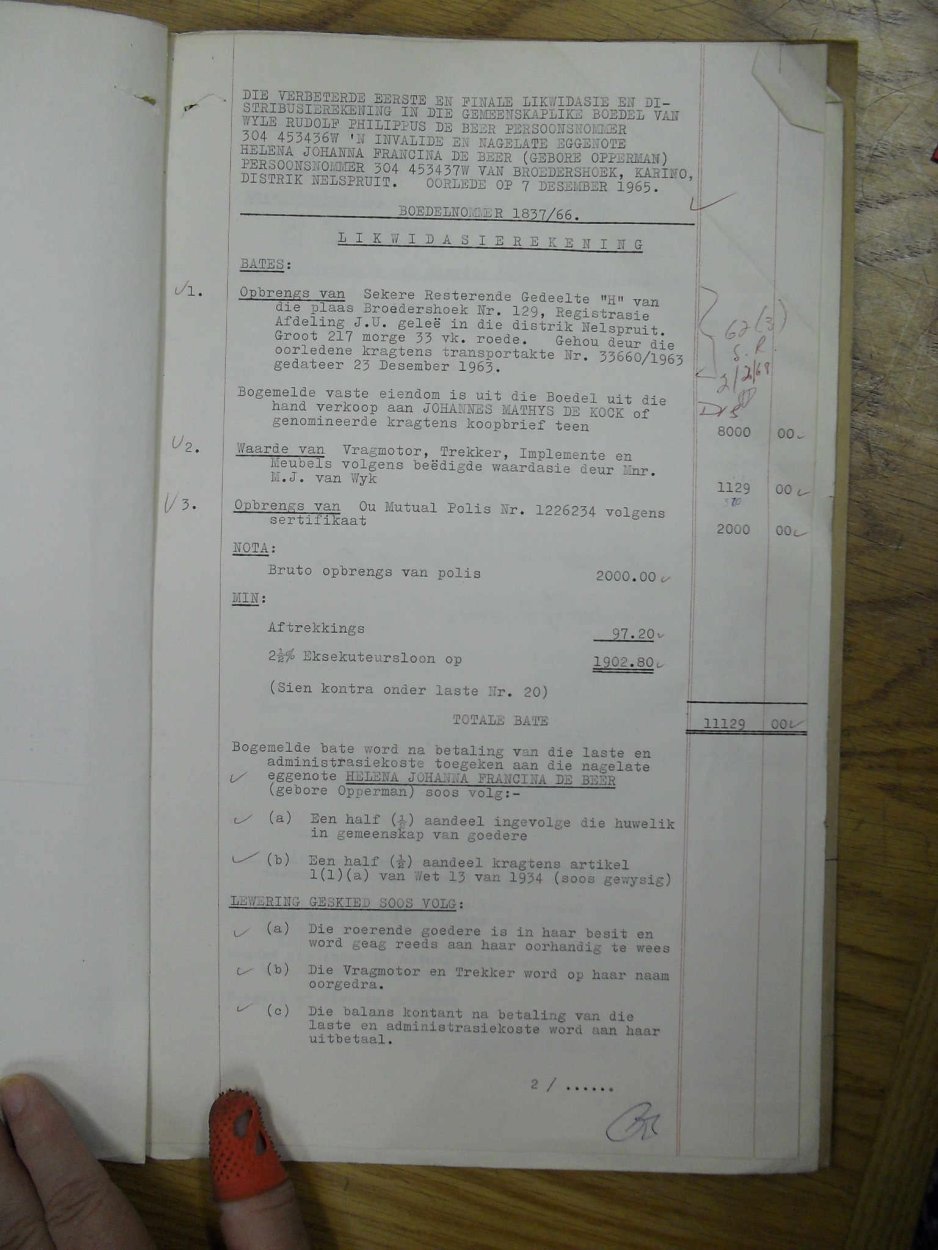 DIE VERBETERDE EERSTE EN FINALE LIKWIDASIE EN DI-
STRIBUSIEREKENING IN DIE GEMEENSKAPLIKE BOEDEL VAN
WYLE RUDOLF PHILIPPUS DE BEER PERSOONSNOMMER
304 453436W 'N INVALIDE EN NAGELATE EGGENOTE
HELENA JOHANNA FRANCINA DE BEER (GEBORE OPPERMAN)
PERSOONSNOMMER 304 453437W VAN BROEDERSHOEK, KARINO,
DISTRIK NELSPRUIT. OORLEDE OP 7 DESEMBER 1965.
BOEDELNOMMER 1837/66.
LIKWIDASIEREKENING
BATES:
1. Opbrengs van Sekere Resterende Gedeelte "H" van
die plaas Broedershoek Nr. 129, Registrasie
Afdeling J.U. geleë in die distrik Nelspruit.
Groot 217 morge 33 vk. roede. Gehou deur die
oorledene kragtens transportakte Nr. 33660/1963
gedateer 23 Desember 1963.
62(3)
S.R.
Bogemelde vaste eiendom is uit die Boedel uit die
hand verkoop aan JOHANNES MATHYS DE KOCK of
genomineerde kragtens koopbrief teen 8000 00
2. Waarde van Vragmotor, Trekker, Implemente en
Meubels volgens beëdigde waardasie deur Mnr.
M.J. van Wyk 1129 00
3. Opbrengs van Ou Mutual Polis Nr. 1226234 volgens
sertifikaat 2000 00
NOTA:
Bruto opbrengs van polis 2000.00
MIN:
Aftrekkings 97.20
2½% Eksekuteursloon op 1902.80
(Sien kontra onder laste Nr. 20)
TOTALE BATE 11129 00
Bogemelde bate word na betaling van die laste en
administrasiekoste toegeken aan die nagelate
eggenote HELENA JOHANNA FRANCINA DE BEER
(gebore Opperman) soos volg:-
(a) Een half (½) aandeel ingevolge die huwelik
in gemeenskap van goedere
(b) Een half (½) aandeel kragtens artikel
1(1)(a) van Wet 13 van 1934 (soos gewysig)
LEWERING GESKIED SOOS VOLG:
(a) Die roerende goedere is in haar besit en
word geag reeds aan haar oorhandig te wees
(b) Die Vragmotor en Trekker word op haar naam
oorgedra.
(c) Die balans kontant na betaling van die
laste en administrasiekoste word aan haar
uitbetaal.
2 / ......